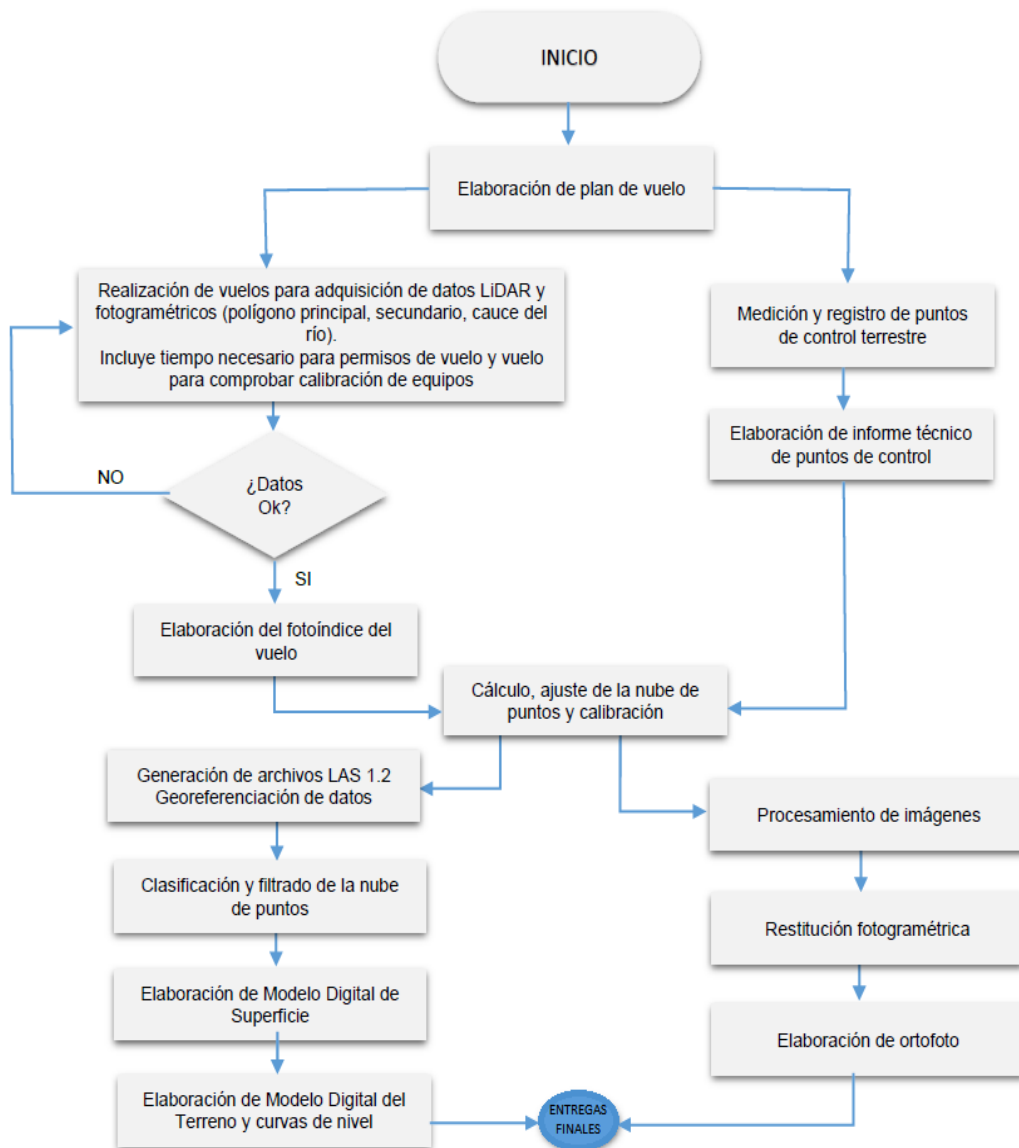 INICIO
Elaboración de plan de vuelo
Realización de vuelos para adquisición de datos LiDAR y
fotogramétricos (polígono principal, secundario, cauce del
río).
Incluye tiempo necesario para permisos de vuelo y vuelo
para comprobar calibración de equipos
Medición y registro de puntos
de control terrestre
Elaboración de informe técnico
de puntos de control
¿Datos
Ok?
NO
SI
Elaboración del fotoíndice del
vuelo
Cálculo, ajuste de la nube de
puntos y calibración
Generación de archivos LAS 1.2
Georeferenciación de datos
Clasificación y filtrado de la nube
de puntos
Elaboración de Modelo Digital de
Superficie
Elaboración de Modelo Digital del
Terreno y curvas de nivel
Procesamiento de imágenes
Restitución fotogramétrica
Elaboración de ortofoto
ENTREGAS
FINALES